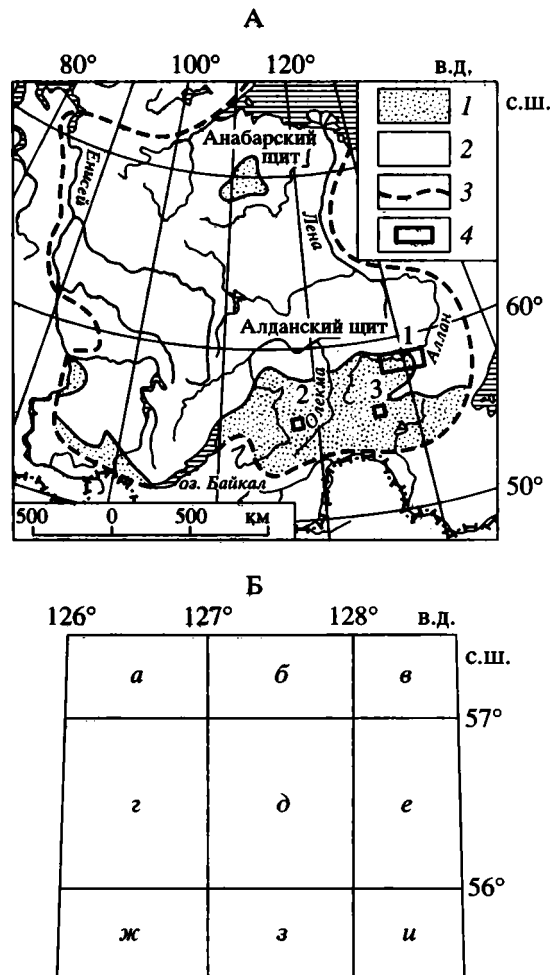 А
80° 100° 120° в.д.
с.ш.
1
2
3
4
Анабарский
щит
Енисей
Лена
60°
Алданский щит
1
Алдан
2
Олекма
3
оз. Байкал
50°
500 0 500
км
Б
126° 127° 128° в.д.
с.ш.
а б в
57°
г д е
56°
ж з и